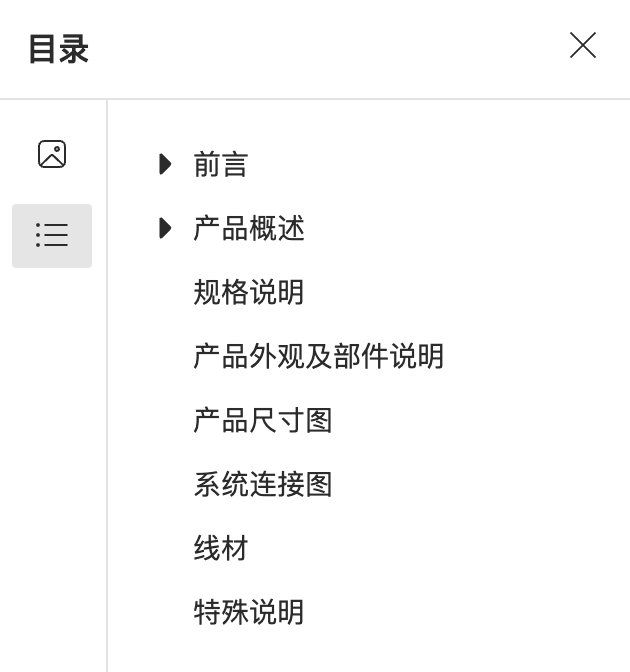 目录
前言
产品概述
规格说明
产品外观及部件说明
产品尺寸图
系统连接图
线材
特殊说明